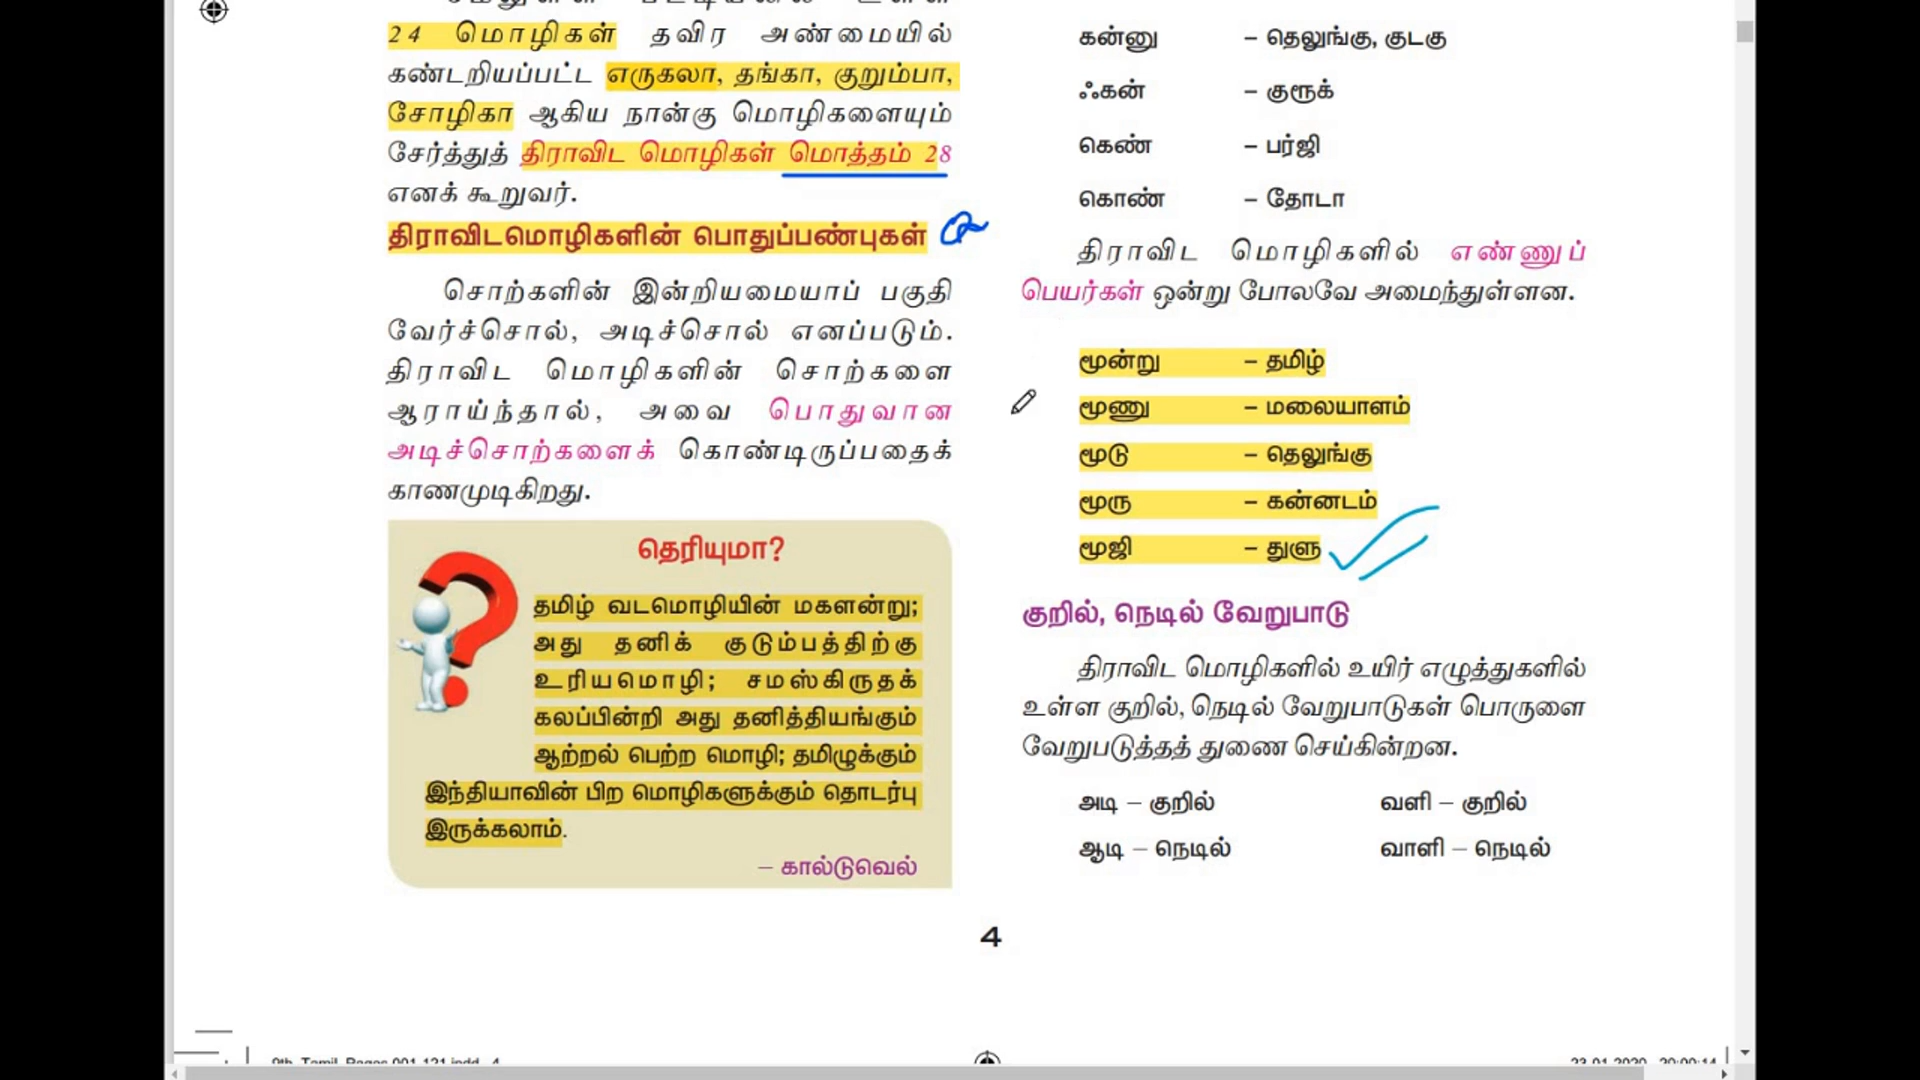 24 மொழிகள் தவிர அண்மையில்
கண்டறியப்பட்ட எருகலா, தங்கா, குறும்பா,
சோழிகா ஆகிய நான்கு மொழிகளையும்
சேர்த்துத் திராவிட மொழிகள் மொத்தம் 28
எனக் கூறுவர்.
திராவிடமொழிகளின் பொதுப்பண்புகள்
சொற்களின் இன்றியமையாப் பகுதி
வேர்ச்சொல், அடிச்சொல் எனப்படும்.
திராவிட மொழிகளின் சொற்களை
ஆராய்ந்தால், அவை பொதுவான
அடிச்சொற்களைக் கொண்டிருப்பதைக்
காணமுடிகிறது.
தெரியுமா?
தமிழ் வடமொழியின் மகளன்று;
அது தனிக் குடும்பத்திற்கு
உரியமொழி; சமஸ்கிருதக்
கலப்பின்றி அது தனித்தியங்கும்
ஆற்றல் பெற்ற மொழி; தமிழுக்கும்
இந்தியாவின் பிற மொழிகளுக்கும் தொடர்பு
இருக்கலாம்.
– கால்டுவெல்
கன்னு – தெலுங்கு, குடகு
ஃகன் – குரூக்
கெண் – பர்ஜி
கொண் – தோடா
திராவிட மொழிகளில் எண்ணுப்
பெயர்கள் ஒன்று போலவே அமைந்துள்ளன.
மூன்று – தமிழ்
மூணு – மலையாளம்
மூடு – தெலுங்கு
மூரு – கன்னடம்
மூஜி – துளு
குறில், நெடில் வேறுபாடு
திராவிட மொழிகளில் உயிர் எழுத்துகளில்
உள்ள குறில், நெடில் வேறுபாடுகள் பொருளை
வேறுபடுத்தத் துணை செய்கின்றன.
அடி – குறில் வளி – குறில்
ஆடி – நெடில் வாளி – நெடில்
4